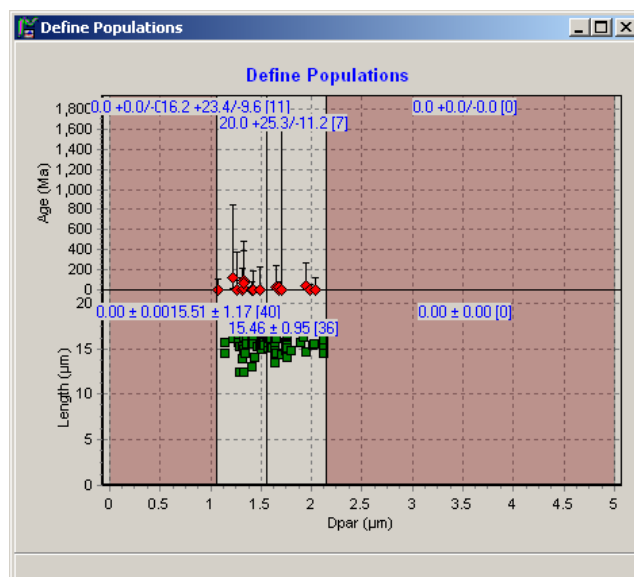 Define Populations
Define Populations
0.0 +0.0/-0 16.2 +23.4/-9.6 [11]
0.0 +0.0/-0.0 [0]
20.0 +25.3/-11.2 [7]
1,800
1,600
1,400
1,200
1,000
800
600
400
200
0
Age (Ma)
0.00 ± 0.00 15.51 ± 1.17 [40]
0.00 ± 0.00 [0]
15.46 ± 0.95 [36]
20
15
10
5
0
Length (µm)
0 0.5 1 1.5 2 2.5 3 3.5 4 4.5 5
Dpar (µm)